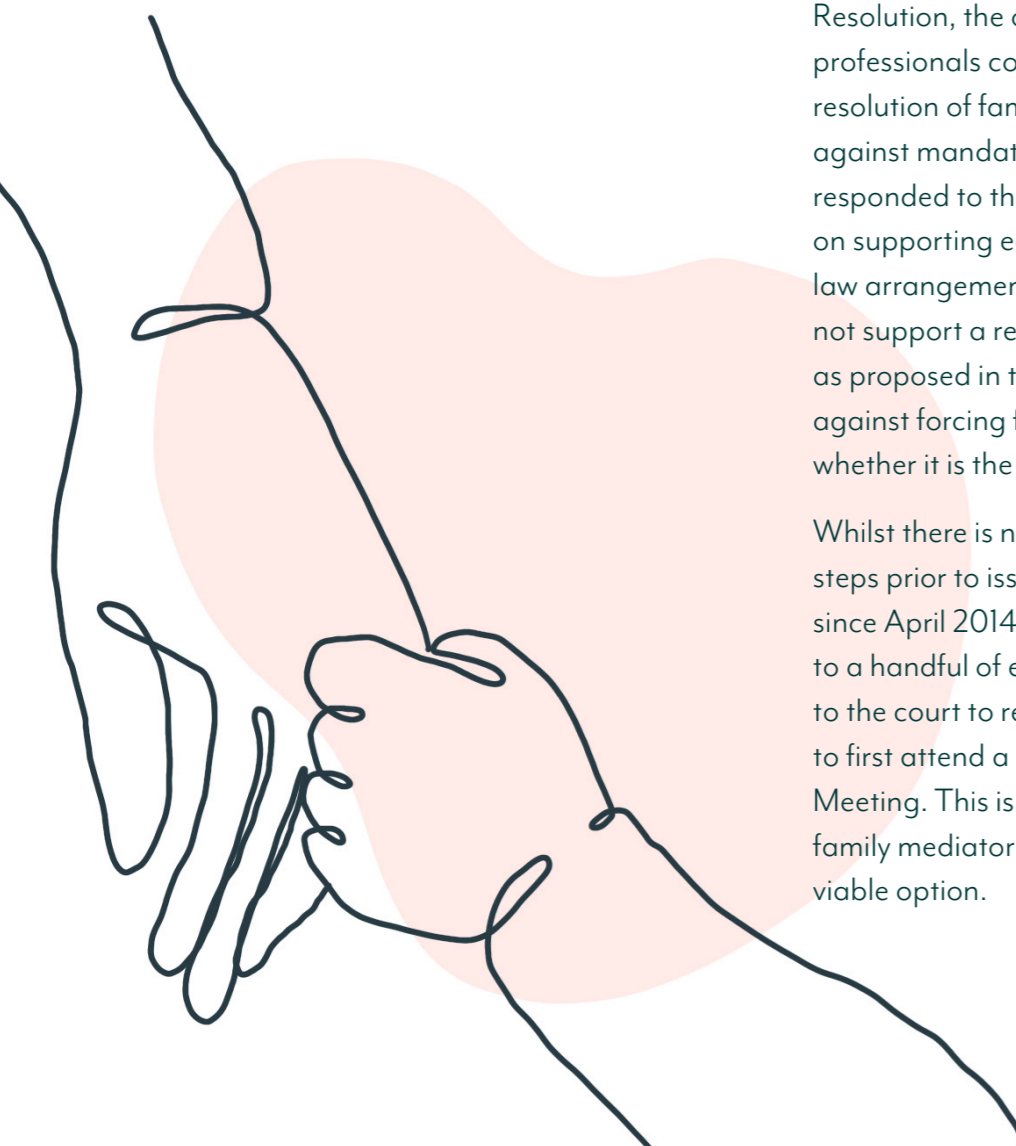 Resolution, the
professionals co
resolution of fam
against mandat
responded to th
on supporting e
law arrangemen
not support a re
as proposed in t
against forcing
whether it is the
Whilst there is n
steps prior to iss
since April 2014
to a handful of e
to the court to re
to first attend a
Meeting. This is
family mediator
viable option.